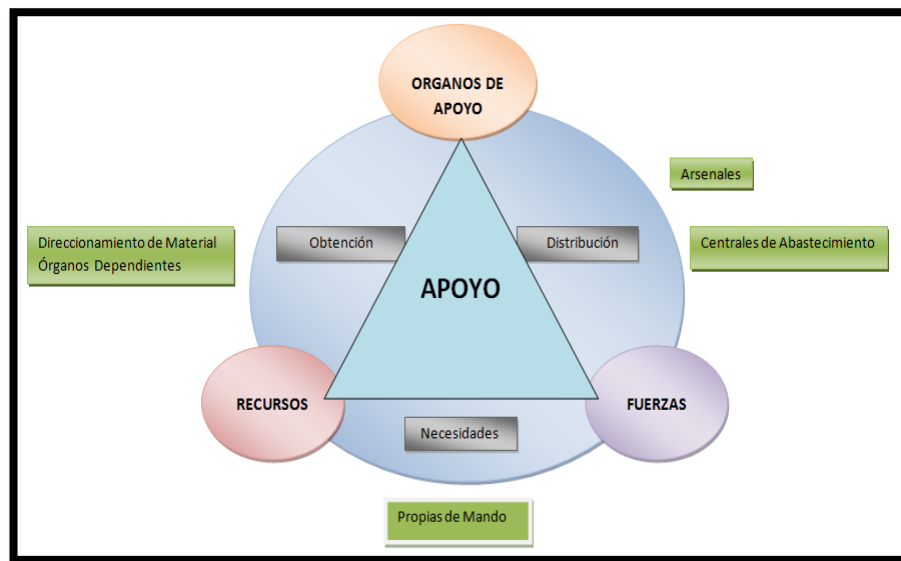 ORGANOS DE
APOYO
Arsenales
Direccionamiento de Material
Órganos Dependientes
Obtención
Distribución
Centrales de Abastecimiento
APOYO
RECURSOS
FUERZAS
Necesidades
Propias de Mando